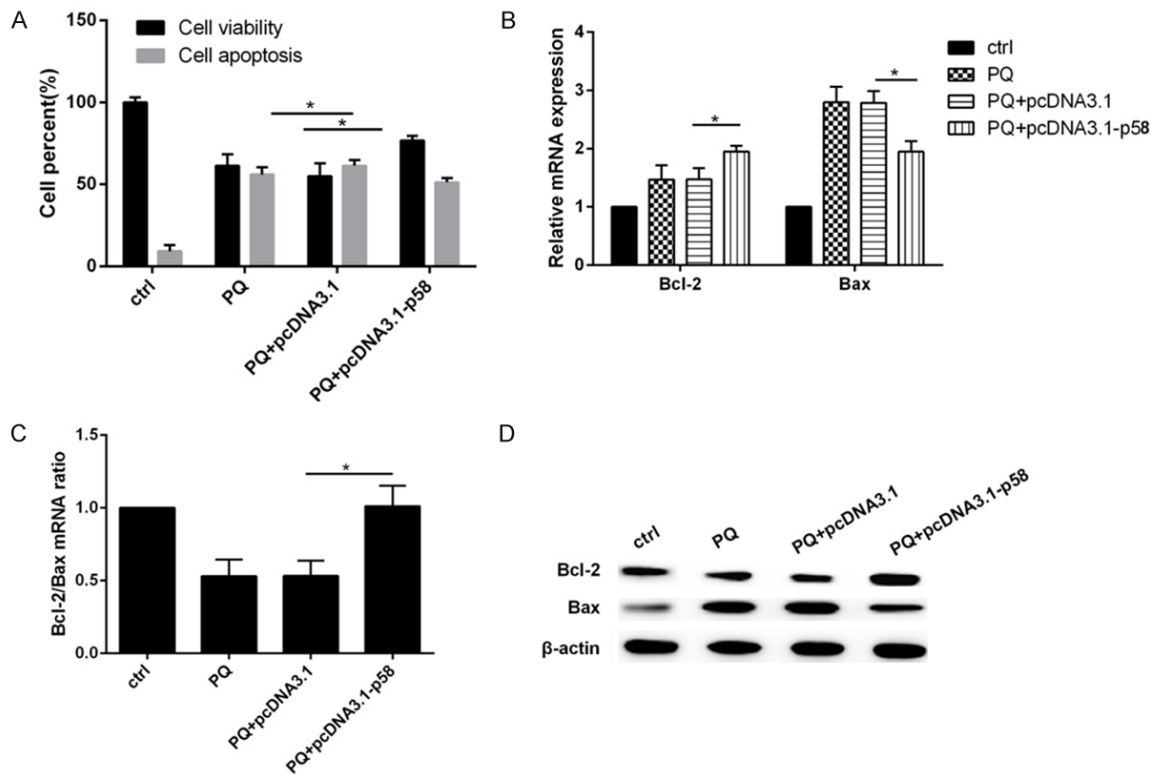 A
150
100
50
0
Cell percent(%)
Cell viability
Cell apoptosis
*
*
ctrl
PQ
PQ+pcDNA3.1
PQ+pcDNA3.1-p58
B
4
3
2
1
0
Relative mRNA expression
*
*
Bcl-2
Bax
ctrl
PQ
PQ+pcDNA3.1
PQ+pcDNA3.1-p58
C
1.5
1.0
0.5
0.0
Bcl-2/Bax mRNA ratio
*
ctrl
PQ
PQ+pcDNA3.1
PQ+pcDNA3.1-p58
D
ctrl
PQ
PQ+pcDNA3.1
PQ+pcDNA3.1-p58
Bcl-2
Bax
β-actin